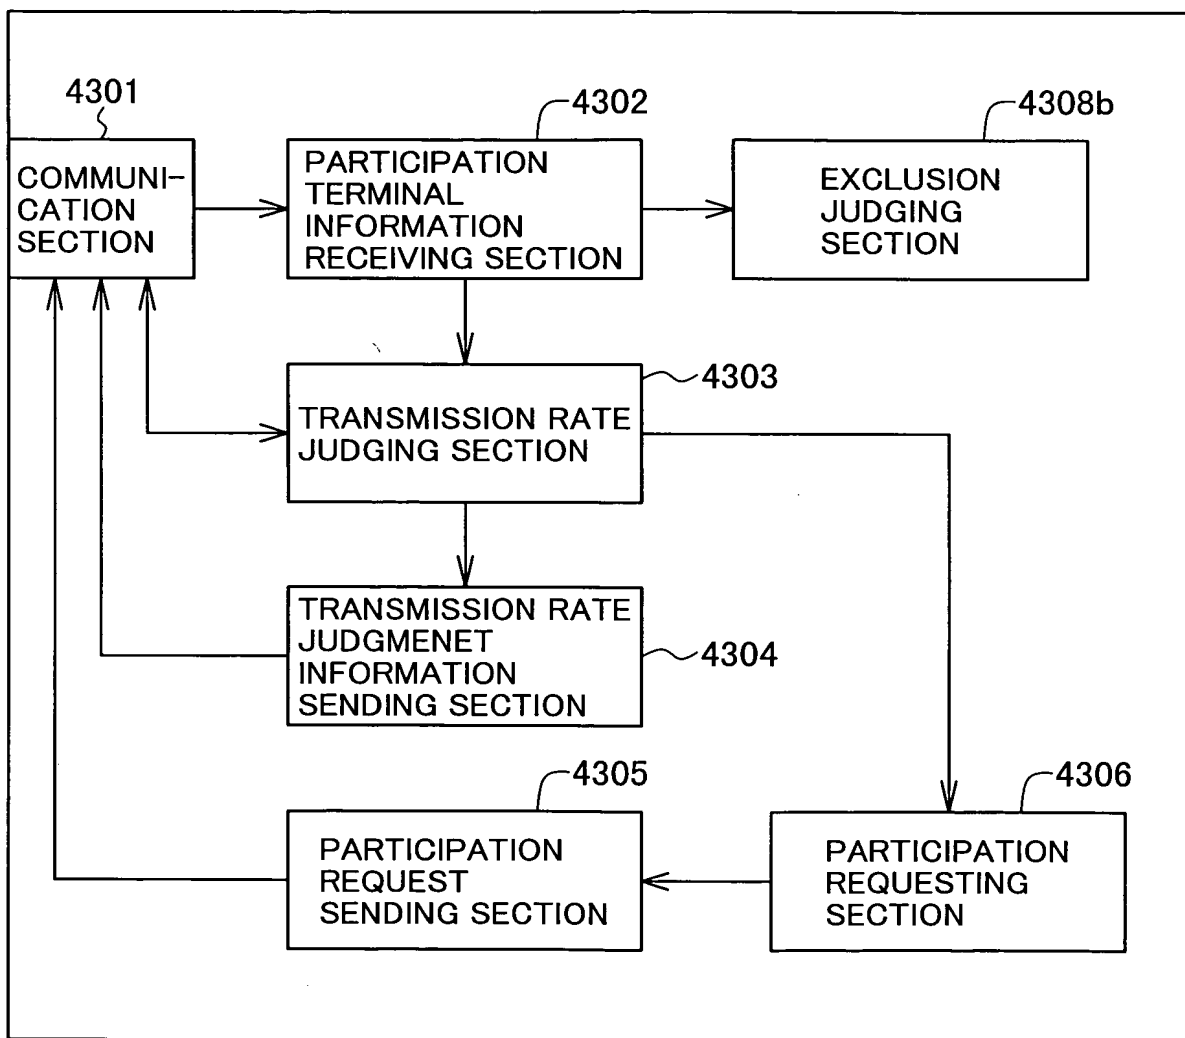 4301
COMMUNI-
CATION
SECTION
4302
PARTICIPATION
TERMINAL
INFORMATION
RECEIVING SECTION
4308b
EXCLUSION
JUDGING
SECTION
4303
TRANSMISSION RATE
JUDGING SECTION
TRANSMISSION RATE
JUDGMENET
INFORMATION
SENDING SECTION
4304
4305
PARTICIPATION
REQUEST
SENDING SECTION
4306
PARTICIPATION
REQUESTING
SECTION